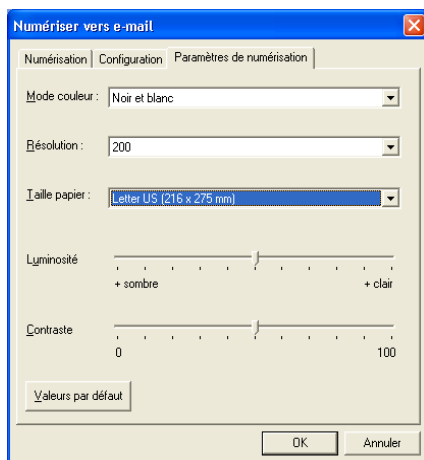 Numériser vers e-mail
Numérisation Configuration Paramètres de numérisation
Mode couleur : Noir et blanc
Résolution : 200
Taille papier : Letter US (216 x 275 mm)
Luminosité
+ sombre + clair
Contraste
0 100
Valeurs par défaut
OK Annuler